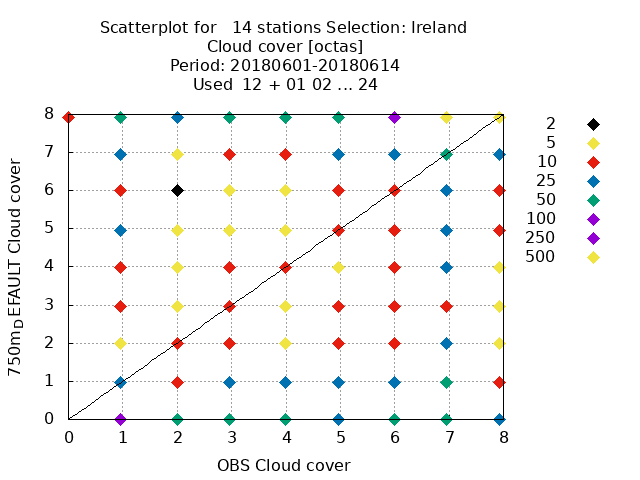 Scatterplot for   14 stations Selection: Ireland
Cloud cover [octas]
Period: 20180601-20180614
Used  12 + 01 02 ... 24
8
7
6
5
4
3
2
1
0
0 1 2 3 4 5 6 7 8
750m_DEFAULT Cloud cover
OBS Cloud cover
2
5
10
25
50
100
250
500